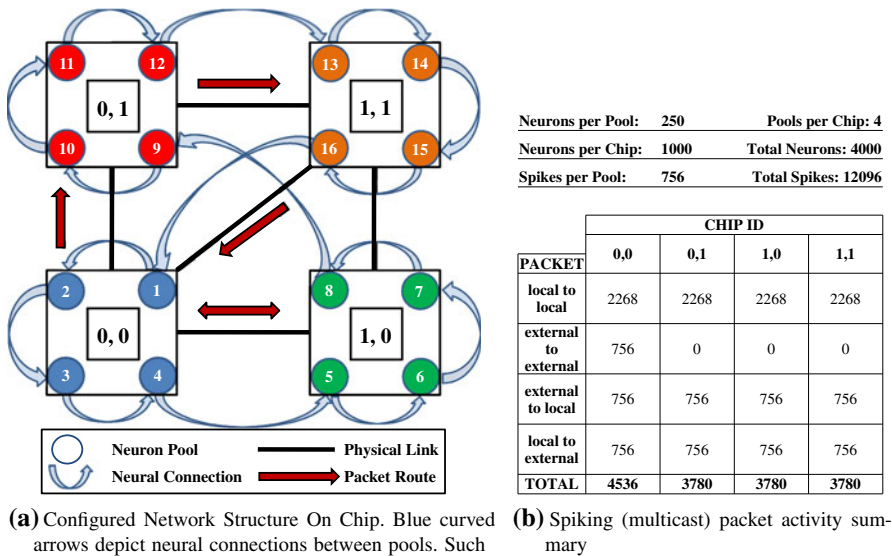 11
12
13
14
0, 1
1, 1
10
9
16
15
2
1
8
7
0, 0
1, 0
3
4
5
6
Neuron Pool
Physical Link
Neural Connection
Packet Route
(a) Configured Network Structure On Chip. Blue curved
arrows depict neural connections between pools. Such
Neurons per Pool: 250 Pools per Chip: 4
Neurons per Chip: 1000 Total Neurons: 4000
Spikes per Pool: 756 Total Spikes: 12096
CHIP ID
PACKET 0,0 0,1 1,0 1,1
local to
local 2268 2268 2268 2268
external
to
external 756 0 0 0
external
to local 756 756 756 756
local to
external 756 756 756 756
TOTAL 4536 3780 3780 3780
(b) Spiking (multicast) packet activity sum-
mary